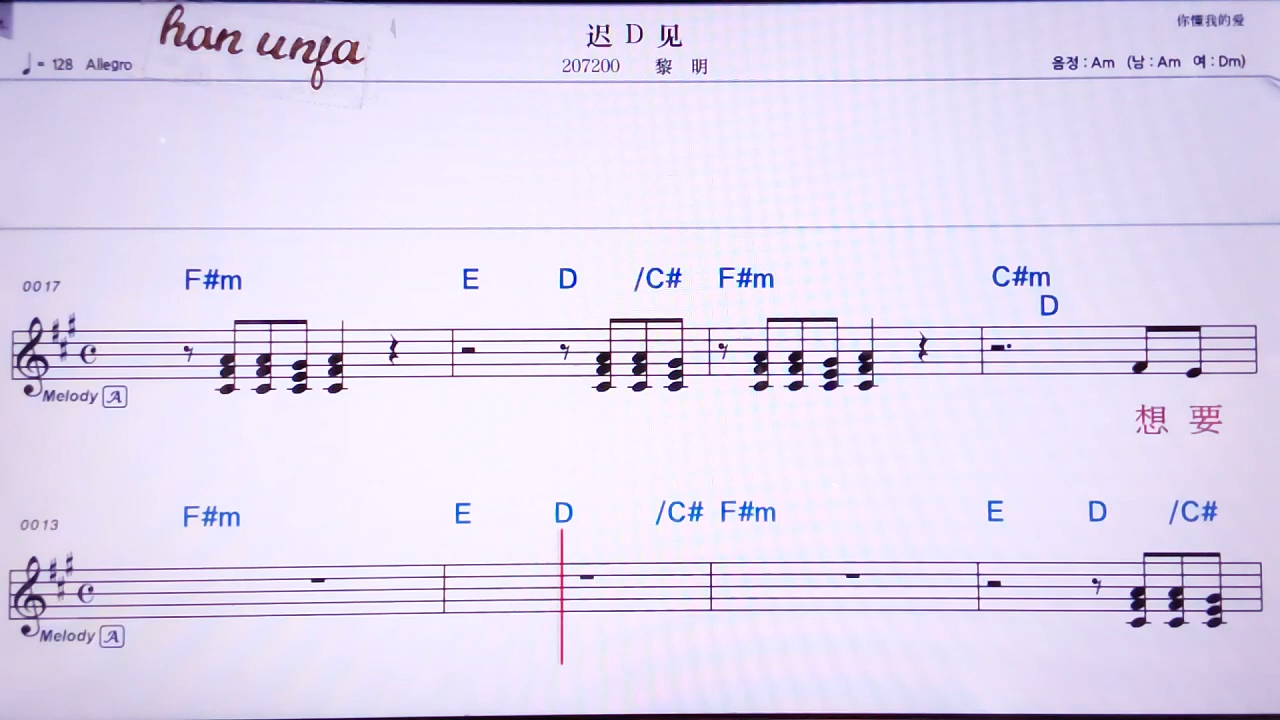 han unfa
迟 D 见
你懂我的爱
♩= 128 Allegro
207200 黎 明
음정 : Am (남 : Am 여 : Dm)
0017
F#m E D /C# F#m C#m
D
Melody A
想 要
0013
F#m E D /C# F#m E D /C#
Melody A